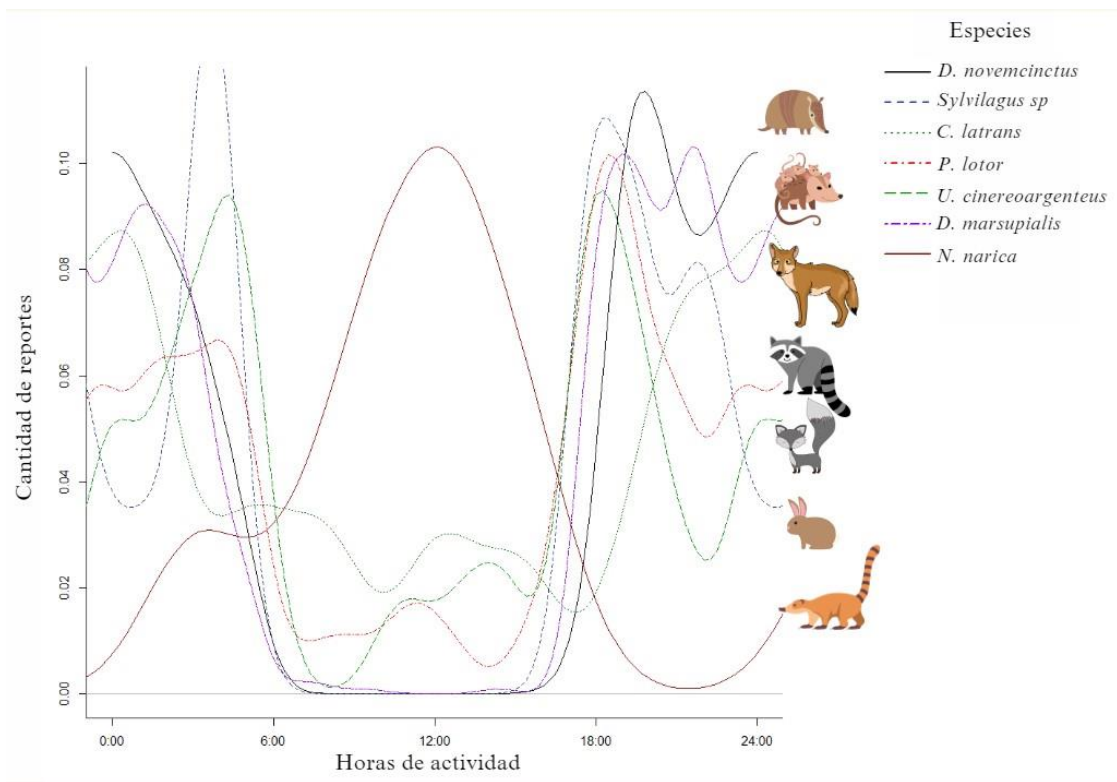 Especies
D. novemcinctus
Sylvilagus sp
C. latrans
P. lotor
U. cinereoargenteus
D. marsupialis
N. narica
Cantidad de reportes
0.10
0.08
0.06
0.04
0.02
0.00
0:00 6:00 12:00 18:00 24:00
Horas de actividad